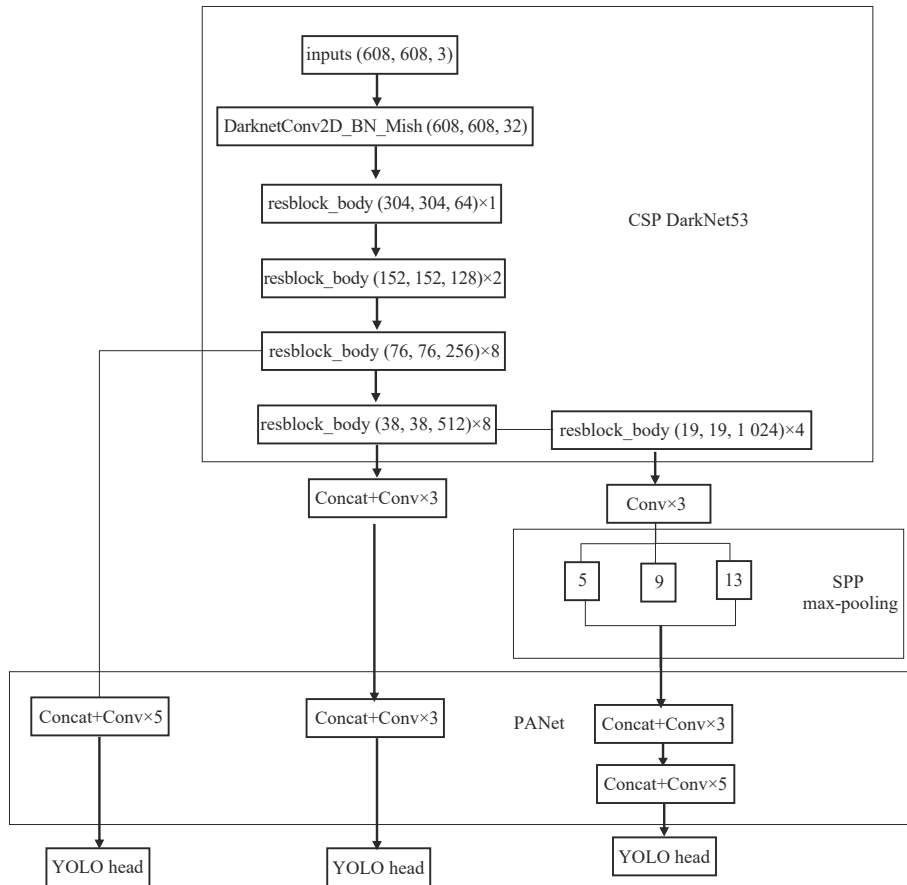 inputs (608, 608, 3)
DarknetConv2D_BN_Mish (608, 608, 32)
resblock_body (304, 304, 64)×1
CSP DarkNet53
resblock_body (152, 152, 128)×2
resblock_body (76, 76, 256)×8
resblock_body (38, 38, 512)×8
resblock_body (19, 19, 1 024)×4
Concat+Conv×3
Conv×3
5
9
13
SPP
max-pooling
Concat+Conv×5
Concat+Conv×3
PANet
Concat+Conv×3
Concat+Conv×5
YOLO head
YOLO head
YOLO head